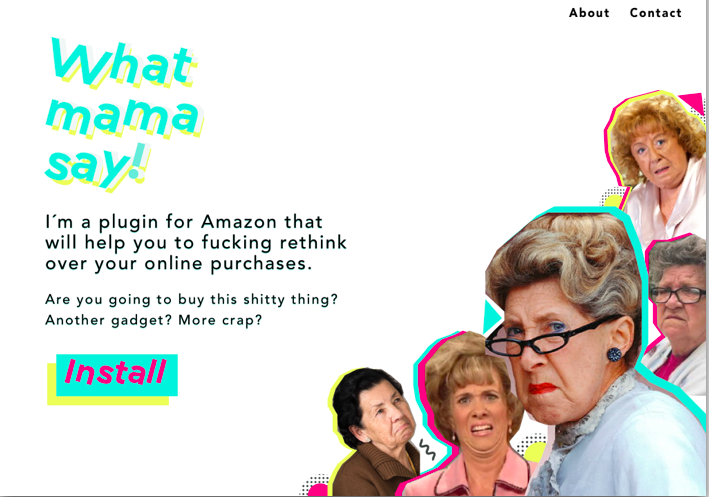 About Contact
What
mama
say!
I´m a plugin for Amazon that
will help you to fucking rethink
over your online purchases.
Are you going to buy this shitty thing?
Another gadget? More crap?
Install